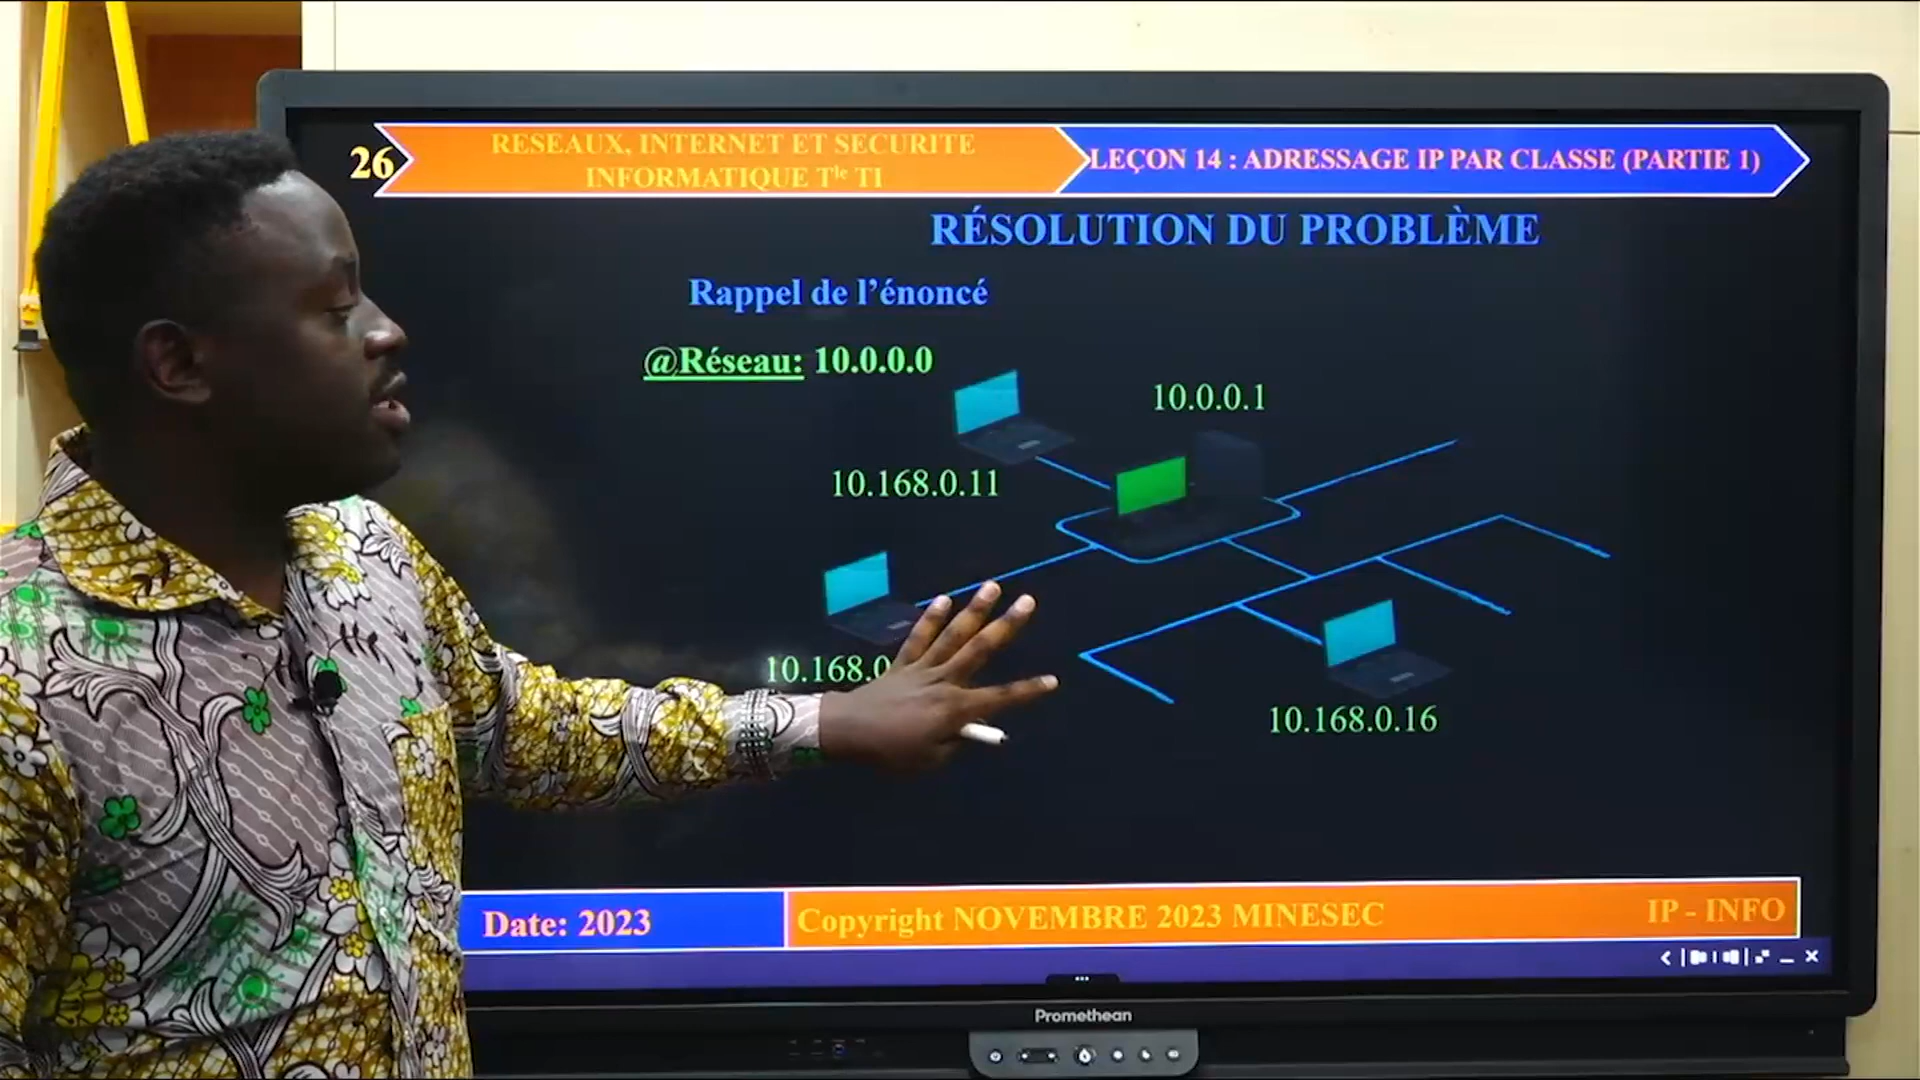 26
RESEAUX, INTERNET ET SECURITE
INFORMATIQUE Tle TI
LEÇON 14 : ADRESSAGE IP PAR CLASSE (PARTIE 1)
RÉSOLUTION DU PROBLÈME
Rappel de l'énoncé
@Réseau: 10.0.0.0
10.0.0.1
10.168.0.11
10.168.0
10.168.0.16
Date: 2023
Copyright NOVEMBRE 2023 MINESEC
IP - INFO
Promethean